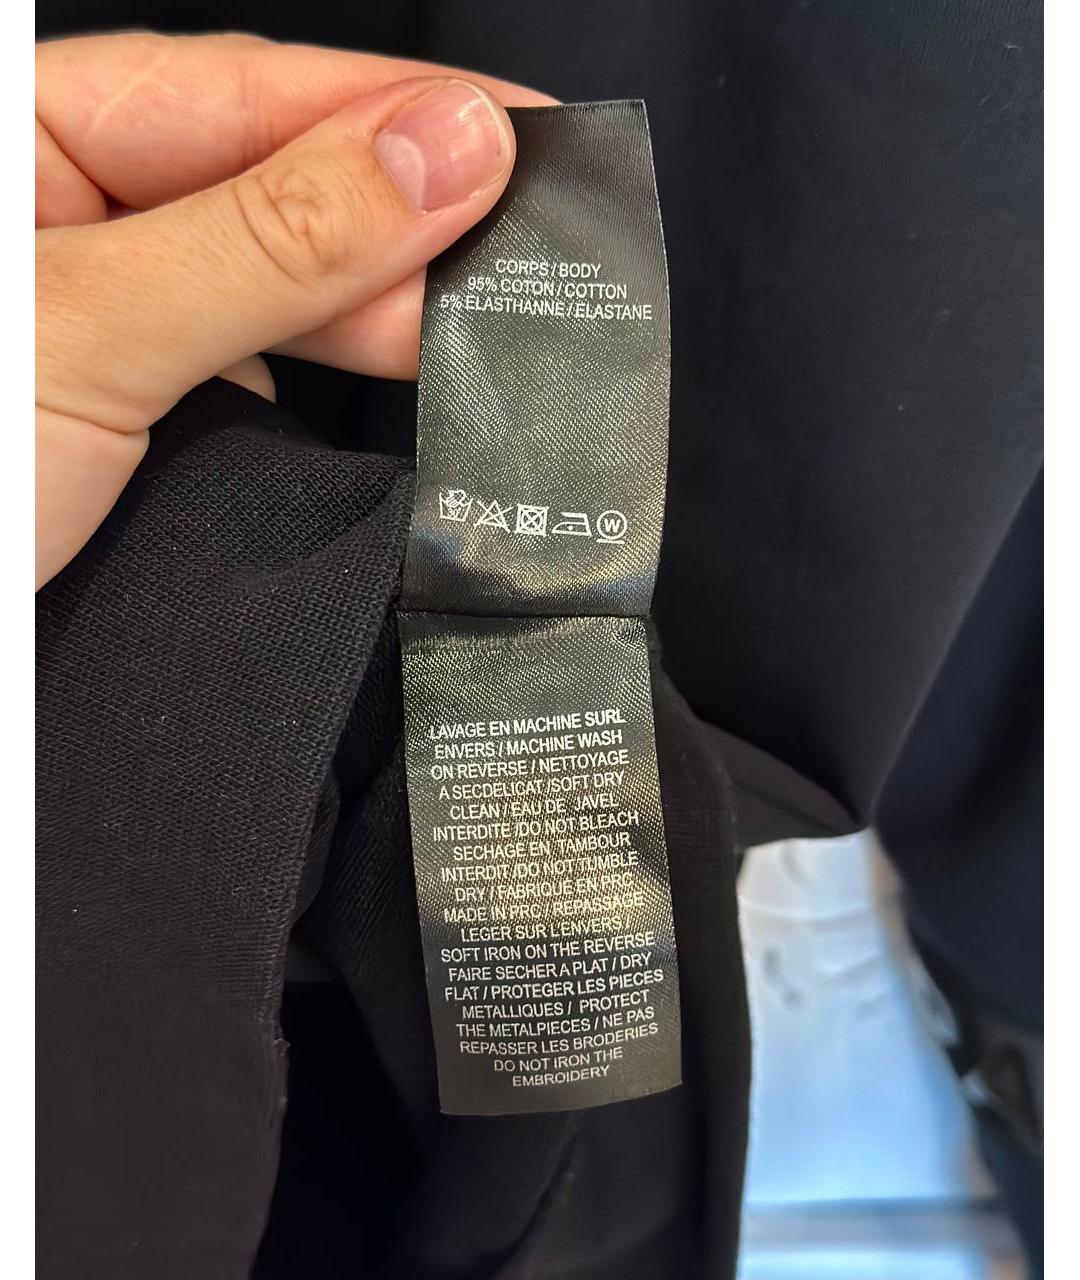 CORPS / BODY
95% COTON / COTTON
5% ELASTHANNE / ELASTANE
30
W
LAVAGE EN MACHINE SURL
ENVERS / MACHINE WASH
ON REVERSE / NETTOYAGE
A SECDELICAT /SOFT DRY
CLEAN / EAU DE JAVEL
INTERDITE /DO NOT BLEACH
SECHAGE EN TAMBOUR
INTERDIT /DO NOT TUMBLE
DRY / FABRIQUE EN PRC
MADE IN PRC / REPASSAGE
LEGER SUR L'ENVERS /
SOFT IRON ON THE REVERSE
FAIRE SECHER A PLAT / DRY
FLAT / PROTEGER LES PIECES
METALLIQUES / PROTECT
THE METALPIECES / NE PAS
REPASSER LES BRODERIES
DO NOT IRON THE
EMBROIDERY